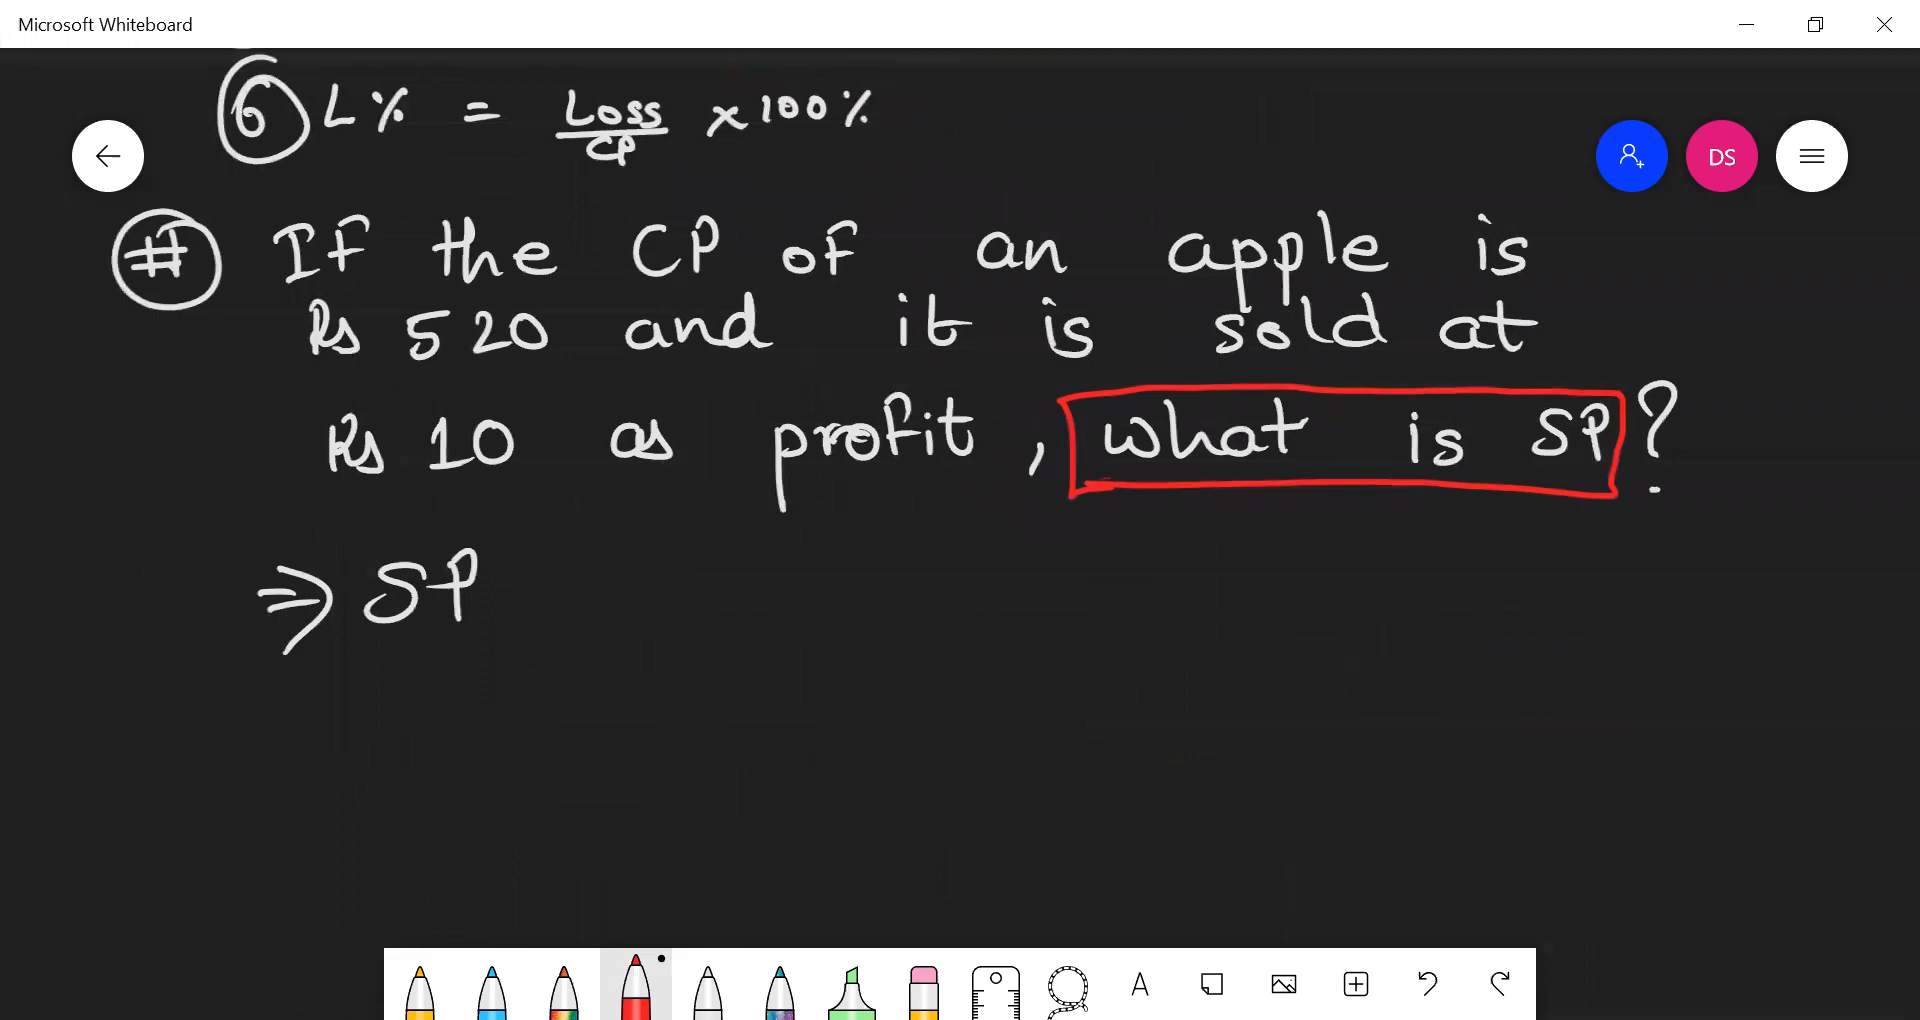 Microsoft Whiteboard
6 L% = Loss/CP × 100%
DS
# If the CP of an apple is
Rs 520 and it is sold at
Rs 10 as profit, what is SP?
⇒ SP
A